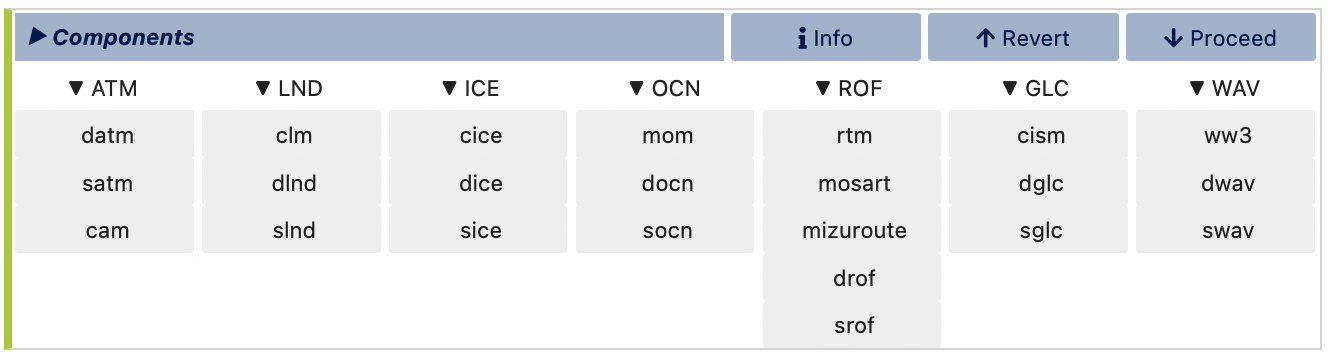 Components Info Revert Proceed
ATM LND ICE OCN ROF GLC WAV
datm clm cice mom rtm cism ww3
satm dlnd dice docn mosart dglc dwav
cam slnd sice socn mizuroute sglc swav
drof
srof